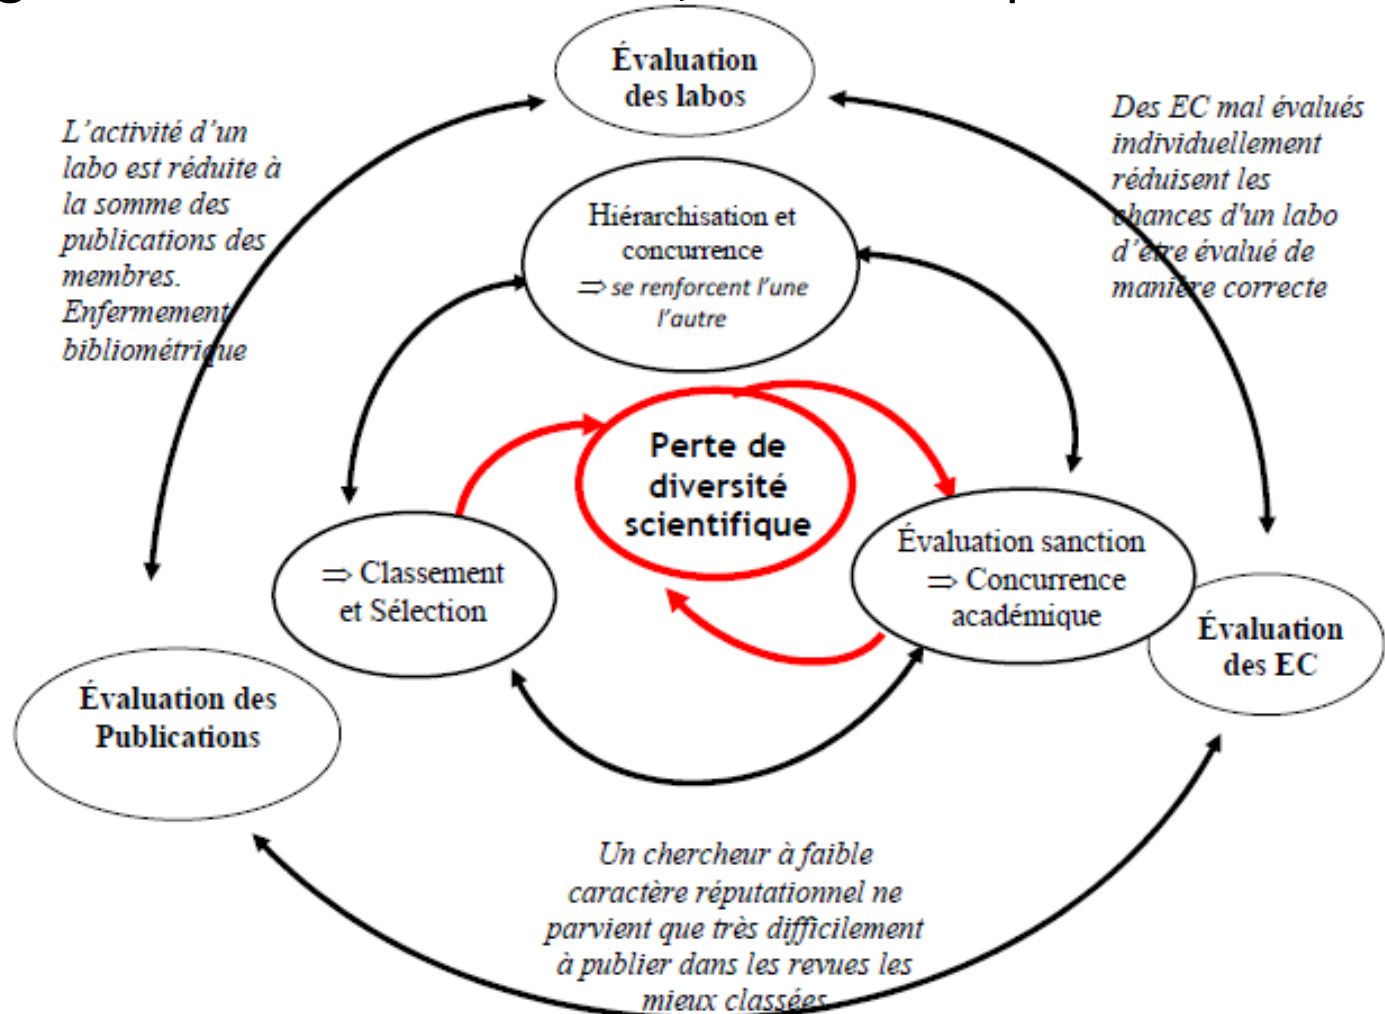 Évaluation
des labos
L'activité d'un
labo est réduite à
la somme des
publications des
membres.
Enfermement
bibliométrique
Des EC mal évalués
individuellement
réduisent les
chances d'un labo
d'être évalué de
manière correcte
Hiérarchisation et
concurrence
⇒ se renforcent l'une
l'autre
Perte de
diversité
scientifique
⇒ Classement
et Sélection
Évaluation sanction
⇒ Concurrence
académique
Évaluation
des EC
Évaluation des
Publications
Un chercheur à faible
caractère réputationnel ne
parvient que très difficilement
à publier dans les revues les
mieux classées